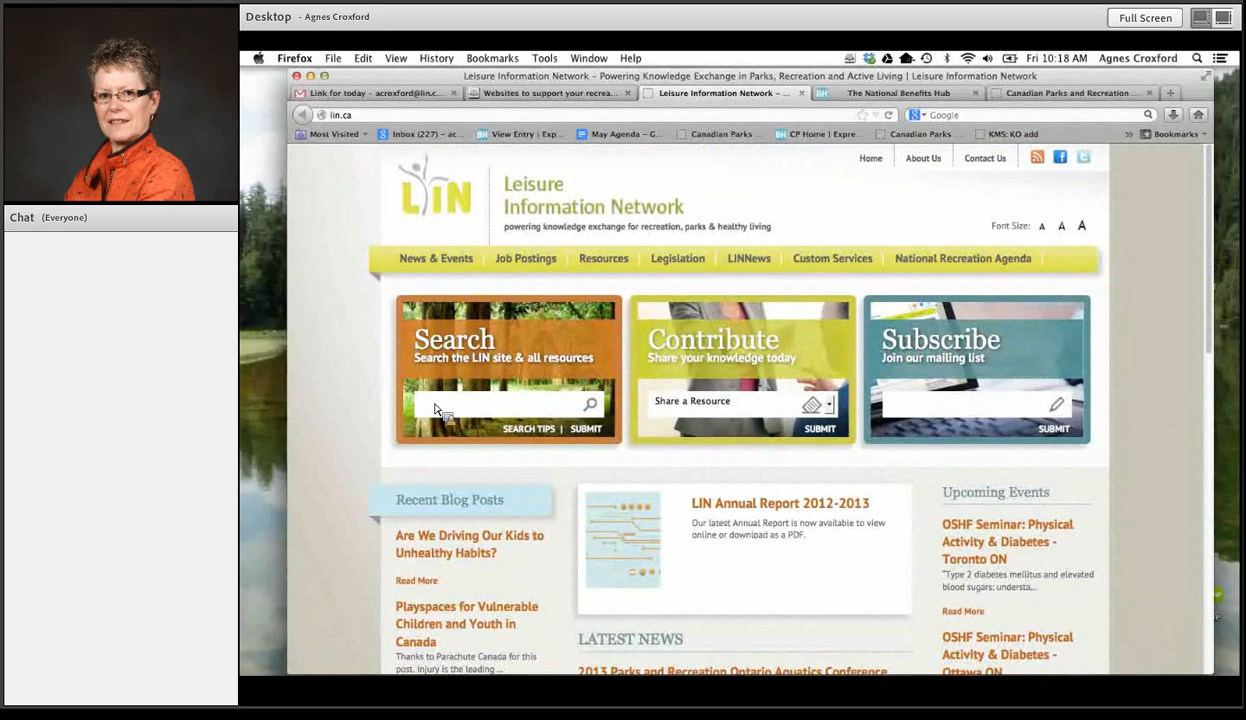 Desktop - Agnes Croxford
Full Screen
Firefox File Edit View History Bookmarks Tools Window Help
Fri 10:18 AM Agnes Croxford
Chat (Everyone)
Leisure Information Network – Powering Knowledge Exchange in Parks, Recreation and Active Living | Leisure Information Network
Link for today - acroxford@lin.c...
Websites to support your recrea...
Leisure Information Network - ...
BH The National Benefits Hub
Canadian Parks and Recreation ...
lin.ca
Google
Most Visited
Inbox (227) – ac...
BH View Entry | Exp...
May Agenda – G...
Canadian Parks ...
BH CP Home | Expre...
Canadian Parks...
KMS: KO add
» Bookmarks
Home About Us Contact Us
LIN
Leisure
Information Network
powering knowledge exchange for recreation, parks & healthy living
Font Size: A A A
News & Events Job Postings Resources Legislation LINNews Custom Services National Recreation Agenda
Search
Search the LIN site & all resources
SEARCH TIPS | SUBMIT
Contribute
Share your knowledge today
Share a Resource
SUBMIT
Subscribe
Join our mailing list
SUBMIT
Recent Blog Posts
Are We Driving Our Kids to
Unhealthy Habits?
Read More
Playspaces for Vulnerable
Children and Youth in
Canada
Thanks to Parachute Canada for this
post. Injury is the leading ...
LIN Annual Report 2012-2013
Our latest Annual Report is now available to view
online or download as a PDF.
LATEST NEWS
2013 Parks and Recreation Ontario Aquatics Conference
Upcoming Events
OSHF Seminar: Physical
Activity & Diabetes -
Toronto ON
"Type 2 diabetes mellitus and elevated
blood sugars: understa...
Read More
OSHF Seminar: Physical
Activity & Diabetes -
Ottawa ON